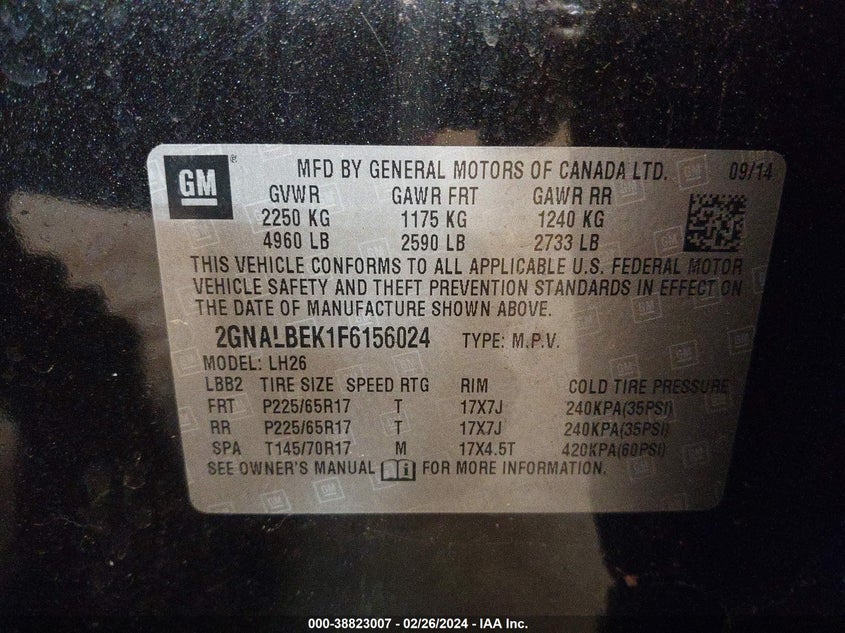 GM ® MFD BY GENERAL MOTORS OF CANADA LTD. 09/14
GVWR GAWR FRT GAWR RR
2250 KG 1175 KG 1240 KG
4960 LB 2590 LB 2733 LB
THIS VEHICLE CONFORMS TO ALL APPLICABLE U.S. FEDERAL MOTOR
VEHICLE SAFETY AND THEFT PREVENTION STANDARDS IN EFFECT ON
THE DATE OF MANUFACTURE SHOWN ABOVE.
2GNALBEK1F6156024 TYPE: M.P.V.
MODEL: LH26
LBB2 TIRE SIZE SPEED RTG RIM COLD TIRE PRESSURE
FRT P225/65R17 T 17X7J 240KPA(35PSI)
RR P225/65R17 T 17X7J 240KPA(35PSI)
SPA T145/70R17 M 17X4.5T 420KPA(60PSI)
SEE OWNER'S MANUAL FOR MORE INFORMATION.
000-38823007 - 02/26/2024 - IAA Inc.